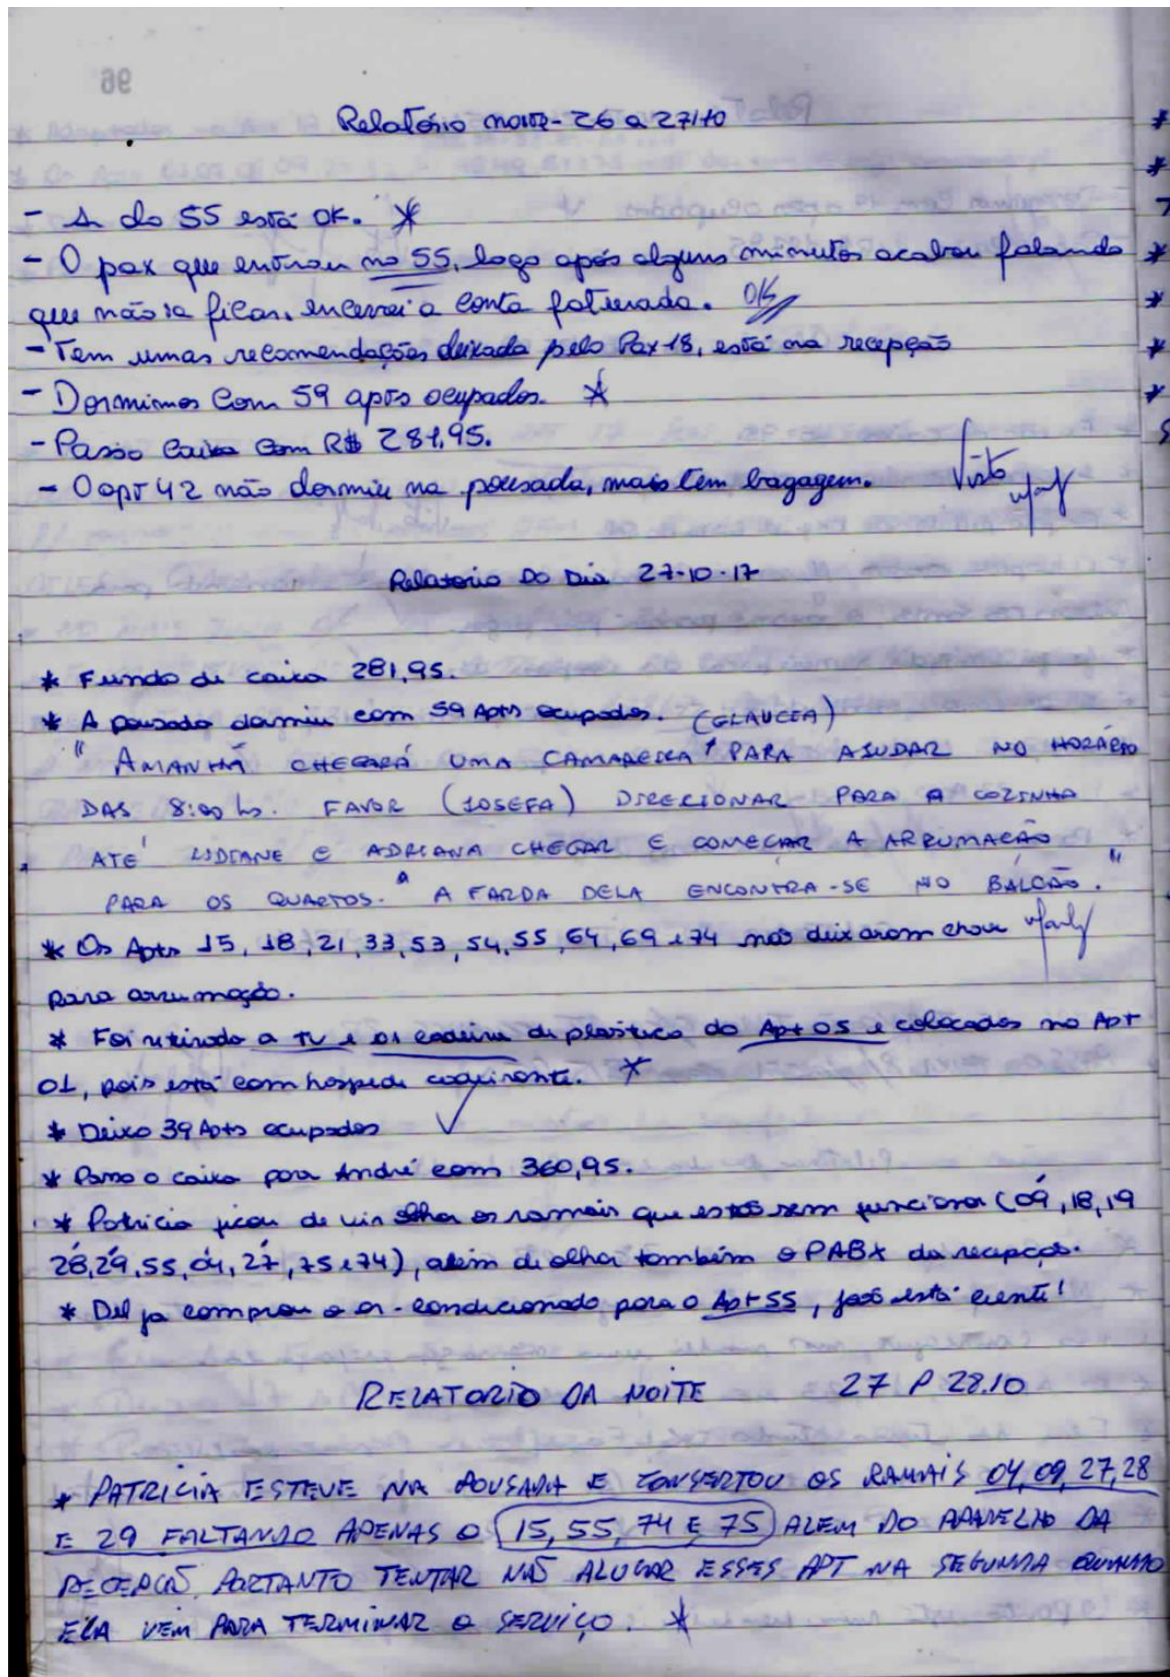 96
Relatório noite - 26 a 27/10
- A do 55 está OK. *
- O pax que entrou no 55, logo após alguns minutos acabou falando
que não ia ficar, encerrei a conta faturada. OK
- Tem umas recomendações deixada pelo Pax 18, está na recepção
- Dormimos com 59 aptos ocupados. *
- Passo caixa com R$ 281,95.
- O apt 42 não dormiu na pousada, mais tem bagagem. Visto
Relatorio Do Dia 27-10-17
* Fundo de caixa 281,95.
* A pousada dormiu com 59 Apts ocupados. (GLAUCIA)
" AMANHÃ CHEGARÁ UMA CAMAREIRA PARA AJUDAR NO HORÁRIO
DAS 8:00 hs. FAVOR (JOSEFA) DIRECIONAR PARA A COZINHA
ATÉ LIDIANE E ADRIANA CHEGAR E COMEÇAR A ARRUMAÇÃO
PARA OS QUARTOS. A FARDA DELA ENCONTRA-SE NO BALCÃO. "
* Os Apts 15, 18, 21, 33, 53, 54, 55, 64, 69 e 74 não deixaram chave
para arrumação.
* Foi retirado a TV e as cadeira de plastico do Apt 05 e colocados no Apt
01, pois está com hospede *
* Deixo 39 Apts ocupados
* Passo o caixa para André com 360,95.
* Patricia ficou de vir olhar os ramais que estão sem funcionar (09, 18, 19
28, 29, 55, 04, 27, 75 e 74), além de olhar também o PABX da recepção.
* Del ja comprou o ar-condicionado para o Apt 55, joão está ciente!
RELATORIO DA NOITE 27 P 28.10
* PATRICIA ESTEVE NA POUSADA E CONSERTOU OS RAMAIS 04, 09, 27, 28
E 29 FALTANDO APENAS O 15, 55, 74 E 75 ALEM DO APARELHO DA
RECEPÇÃO, PORTANTO TENTAR NÃO ALUGAR ESSES APT NA SEGUNDA QUANDO
ELA VEM PARA TERMINAR O SERVIÇO. *